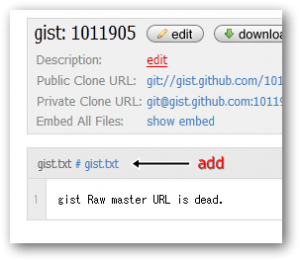 gist: 1011905 edit downloa
Description: edit
Public Clone URL: git://gist.github.com/101
Private Clone URL: git@gist.github.com:10119
Embed All Files: show embed
gist.txt # gist.txt add
1 gist Raw master URL is dead.